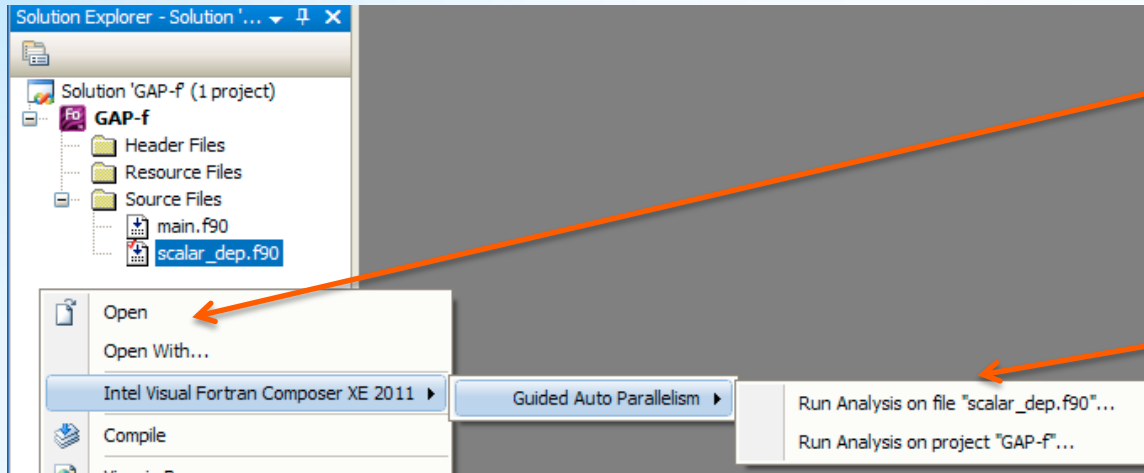 Solution Explorer - Solution '...
Solution 'GAP-f' (1 project)
GAP-f
Header Files
Resource Files
Source Files
main.f90
scalar_dep.f90
Open
Open With...
Intel Visual Fortran Composer XE 2011
Guided Auto Parallelism
Run Analysis on file "scalar_dep.f90"...
Run Analysis on project "GAP-f"...
Compile